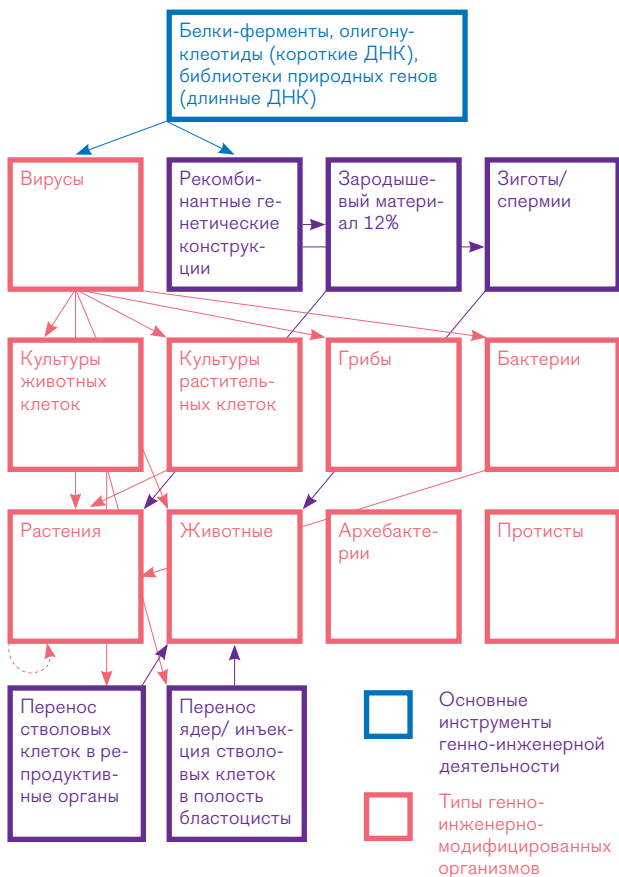 Белки-ферменты, олигону-
клеотиды (короткие ДНК),
библиотеки природных генов
(длинные ДНК)
Вирусы
Рекомби-
нантные ге-
нетические
конструк-
ции
Зародыше-
вый матери-
ал 12%
Зиготы/
спермии
Культуры
животных
клеток
Культуры
раститель-
ных клеток
Грибы
Бактерии
Растения
Животные
Архебакте-
рии
Протисты
Перенос
стволовых
клеток в ре-
продуктив-
ные органы
Перенос
ядер/ инъек-
ция стволо-
вых клеток
в полость
бластоцисты
Основные
инструменты
генно-инженерной
деятельности
Типы генно-
инженерно-
модифицированных
организмов